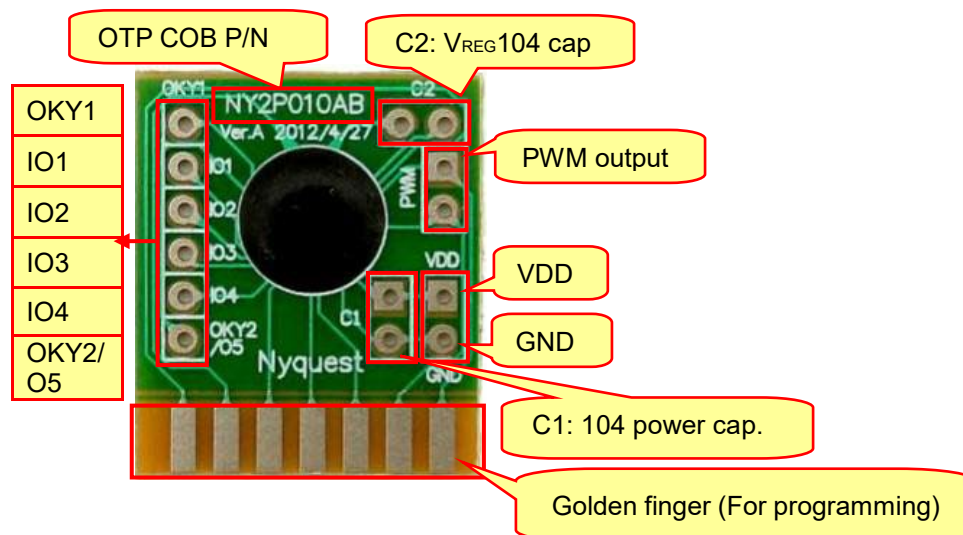 OTP COB P/N
C2: VREG104 cap
OKY1
IO1
IO2
IO3
IO4
OKY2/
O5
OKY1
NY2P010AB
Ver.A 2012/4/27
C2
IO1
IO2
IO3
IO4
OKY2
/O5
PWM
VDD
C1
GND
Nyquest
PWM output
VDD
GND
C1: 104 power cap.
Golden finger (For programming)